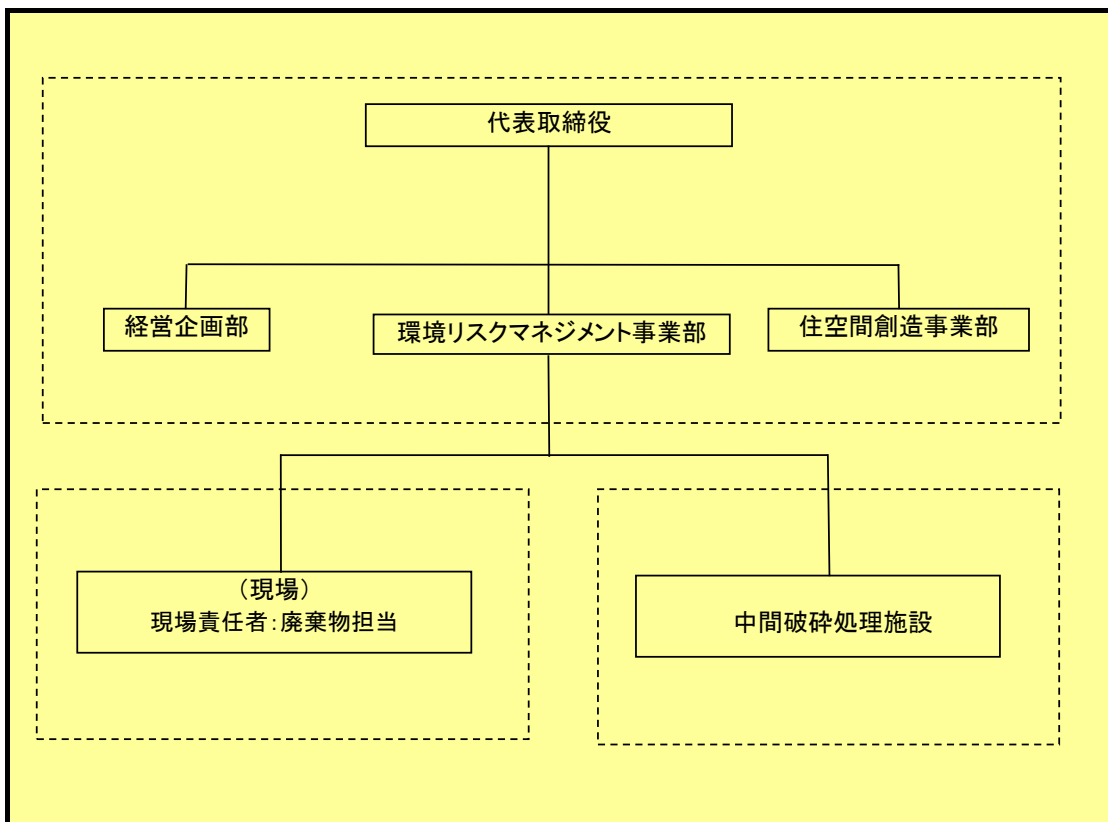 代表取締役
経営企画部
環境リスクマネジメント事業部
住空間創造事業部
（現場）
現場責任者：廃棄物担当
中間破砕処理施設